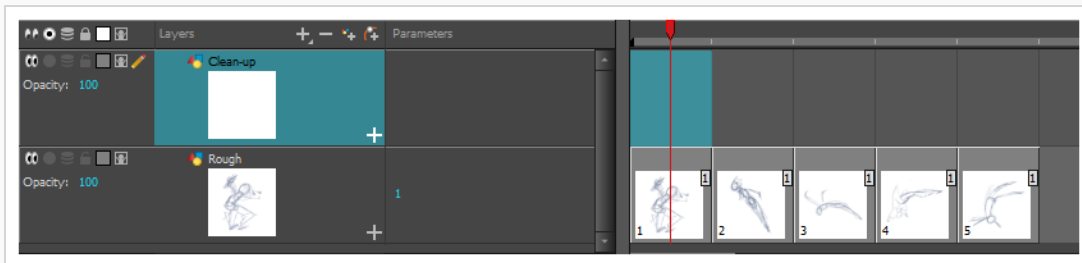 Layers Parameters
Clean-up
Opacity: 100
Rough
Opacity: 100
1
1 1 1 1 1
1 2 3 4 5